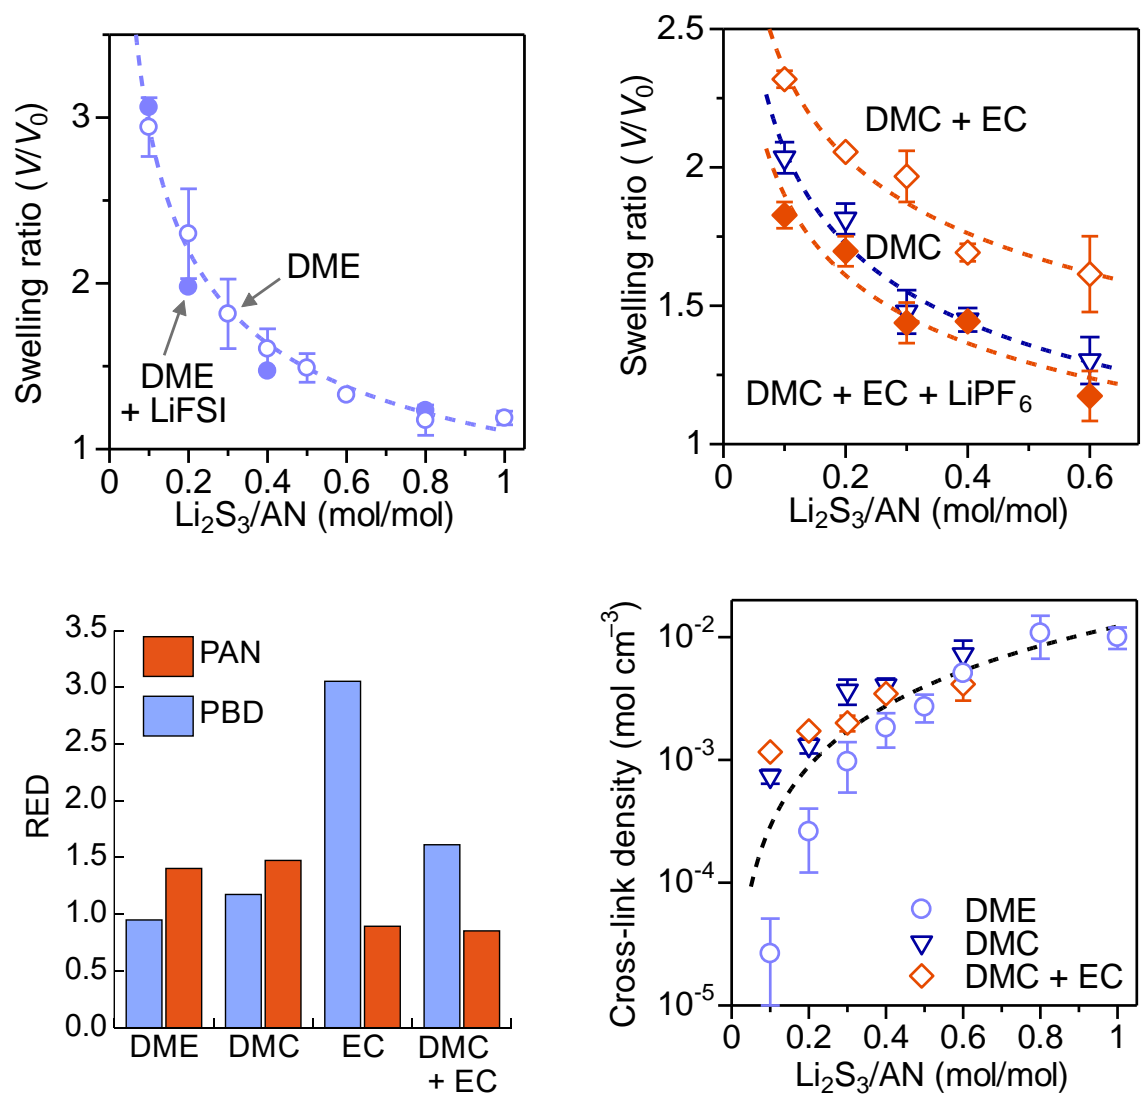 Swelling ratio (V/V₀)
3
2
1
DME
DME
+ LiFSI
0 0.2 0.4 0.6 0.8 1
Li₂S₃/AN (mol/mol)
Swelling ratio (V/V₀)
2.5
2
1.5
1
DMC + EC
DMC
DMC + EC + LiPF₆
0 0.2 0.4 0.6
Li₂S₃/AN (mol/mol)
RED
3.5
3.0
2.5
2.0
1.5
1.0
0.5
0.0
PAN
PBD
DME DMC EC DMC
+ EC
Cross-link density (mol cm⁻³)
10⁻²
10⁻³
10⁻⁴
10⁻⁵
DME
DMC
DMC + EC
0 0.2 0.4 0.6 0.8 1
Li₂S₃/AN (mol/mol)